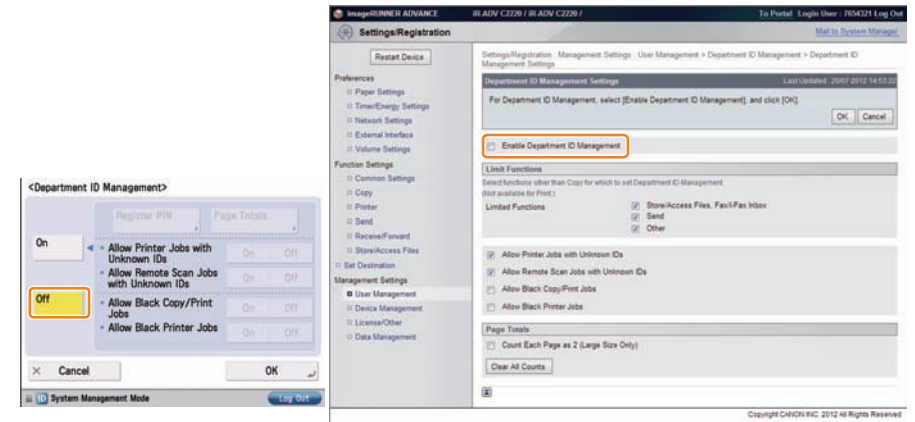 <Department ID Management>
Register PIN
Page Totals
On
Allow Printer Jobs with
Unknown IDs
On
Off
Allow Remote Scan Jobs
with Unknown IDs
On
Off
Off
Allow Black Copy/Print
Jobs
On
Off
Allow Black Printer Jobs
On
Off
Cancel
OK
ID System Management Mode
Log Out
imageRUNNER ADVANCE
iR-ADV C2220 / iR-ADV C2220 /
To Portal Login User : 7654321 Log Out
Settings/Registration
Mail to System Manager
Restart Device
Preferences
Paper Settings
Timer/Energy Settings
Network Settings
External Interface
Volume Settings
Function Settings
Common Settings
Copy
Printer
Send
Receive/Forward
Store/Access Files
Set Destination
Management Settings
User Management
Device Management
License/Other
Data Management
Settings/Registration : Management Settings : User Management > Department ID Management > Department ID
Management Settings
Department ID Management Settings
Last Updated : 20/07 2012 14:53:22
For Department ID Management, select [Enable Department ID Management], and click [OK].
OK
Cancel
Enable Department ID Management
Limit Functions
Select functions other than Copy for which to set Department ID Management.
(Not available for Print.)
Limited Functions
Store/Access Files, Fax/I-Fax Inbox
Send
Other
Allow Printer Jobs with Unknown IDs
Allow Remote Scan Jobs with Unknown IDs
Allow Black Copy/Print Jobs
Allow Black Printer Jobs
Page Totals
Count Each Page as 2 (Large Size Only)
Clear All Counts
Copyright CANON INC. 2012 All Rights Reserved